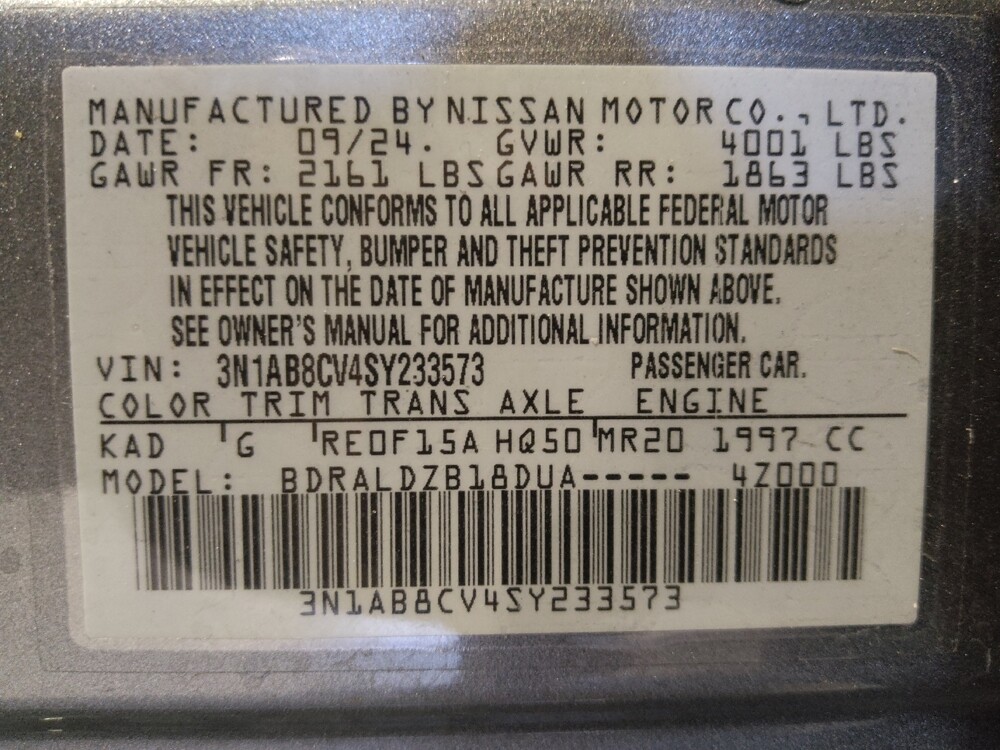 MANUFACTURED BY NISSAN MOTOR CO., LTD.
DATE: 09/24. GVWR: 4001 LBS
GAWR FR: 2161 LBS GAWR RR: 1863 LBS
THIS VEHICLE CONFORMS TO ALL APPLICABLE FEDERAL MOTOR
VEHICLE SAFETY, BUMPER AND THEFT PREVENTION STANDARDS
IN EFFECT ON THE DATE OF MANUFACTURE SHOWN ABOVE.
SEE OWNER'S MANUAL FOR ADDITIONAL INFORMATION.
VIN: 3N1AB8CV4SY233573 PASSENGER CAR.
COLOR TRIM TRANS AXLE ENGINE
KAD G RE0F15A HQ50 MR20 1997 CC
MODEL: BDRALDZB18DUA----- 4Z000
3N1AB8CV4SY233573